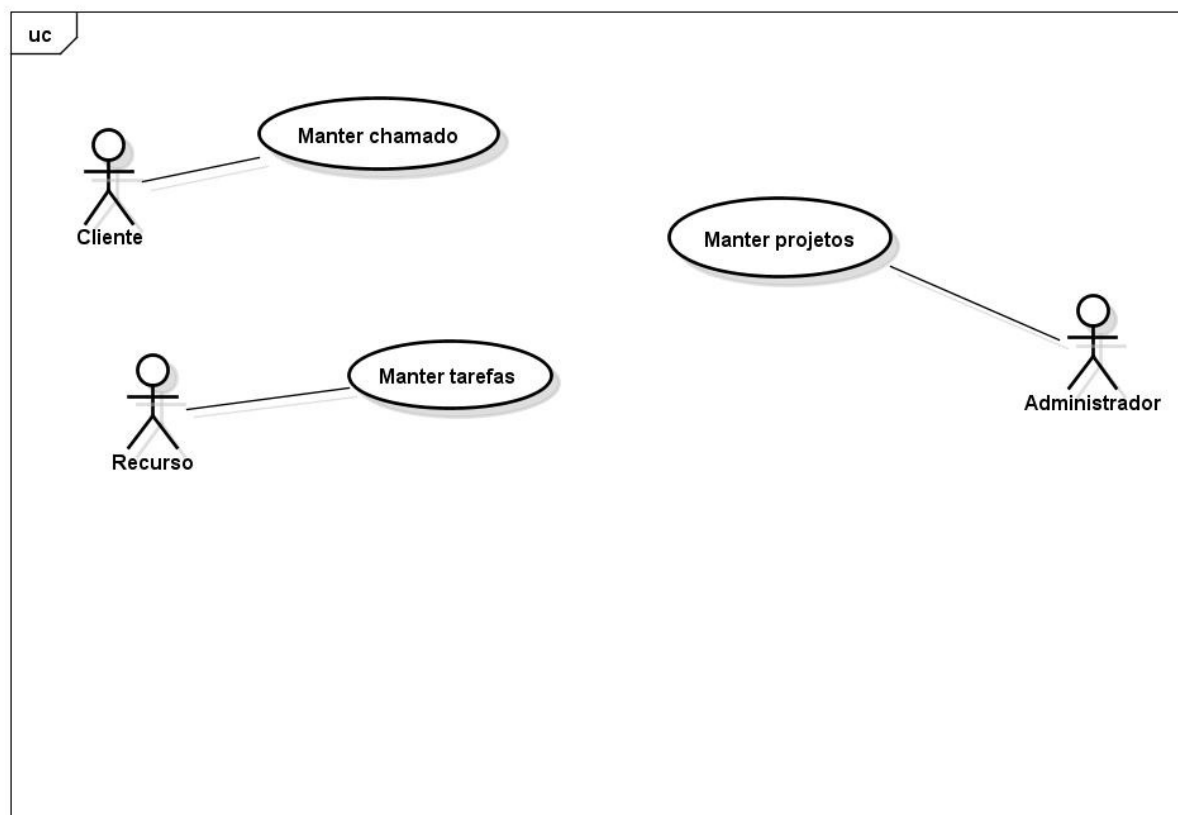 uc
Manter chamado
Cliente
Manter projetos
Manter tarefas
Administrador
Recurso